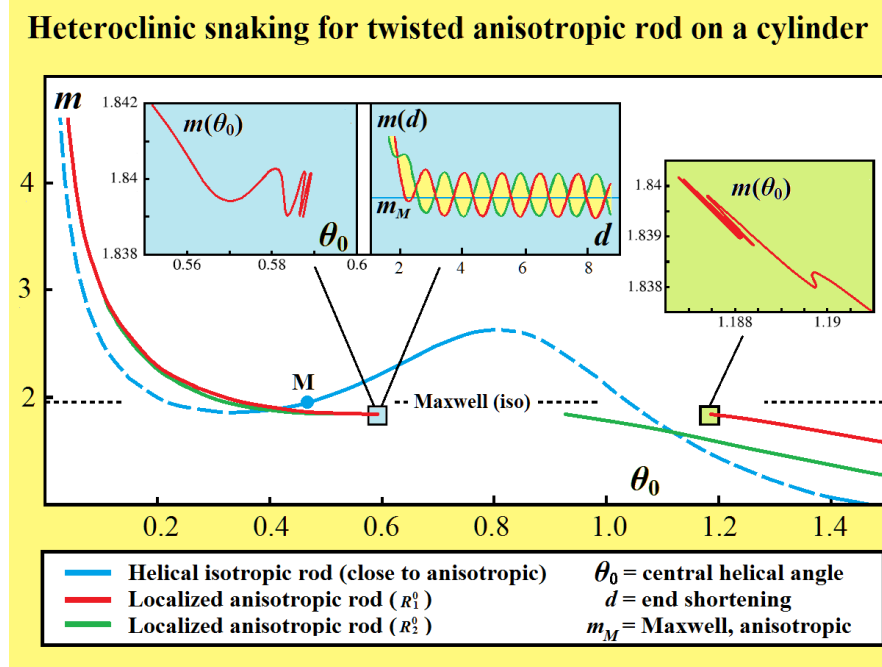 Heteroclinic snaking for twisted anisotropic rod on a cylinder
m
4
3
2
0.2 0.4 0.6 0.8 1.0 1.2 1.4
θ0
M
Maxwell (iso)
1.842
1.84
1.838
m(θ0)
θ0
0.56 0.58 0.6
m(d)
mM
d
2 4 6 8
1.84
1.839
1.838
m(θ0)
1.188 1.19
Helical isotropic rod (close to anisotropic)
Localized anisotropic rod (R₁⁰)
Localized anisotropic rod (R₂⁰)
θ0 = central helical angle
d = end shortening
mM = Maxwell, anisotropic